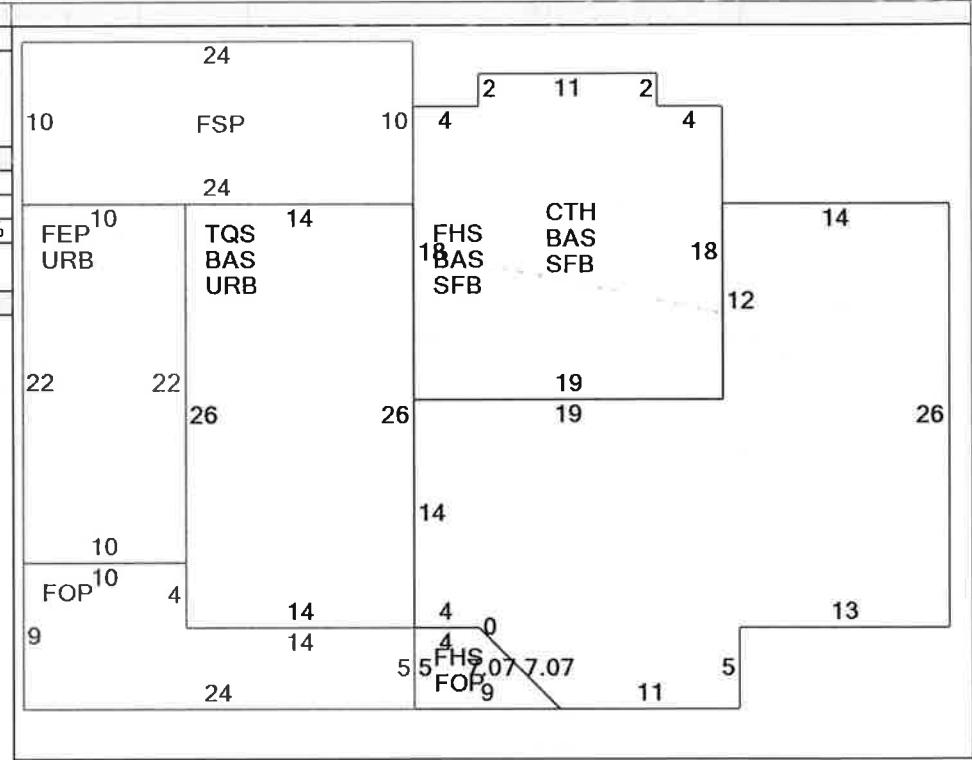 24
2 11 2
10 FSP 10
4 4
24
10 14 14
FEP
URB
TQS
BAS
URB
FHS
BAS
SFB
18
CTH
BAS
SFB
18
12
22 22
19
26 26
19
26
14
10
10
FOP 4
14 4 0 13
9
14 4
5 5
FHS
FOP
7.07 7.07
5
24 9 11